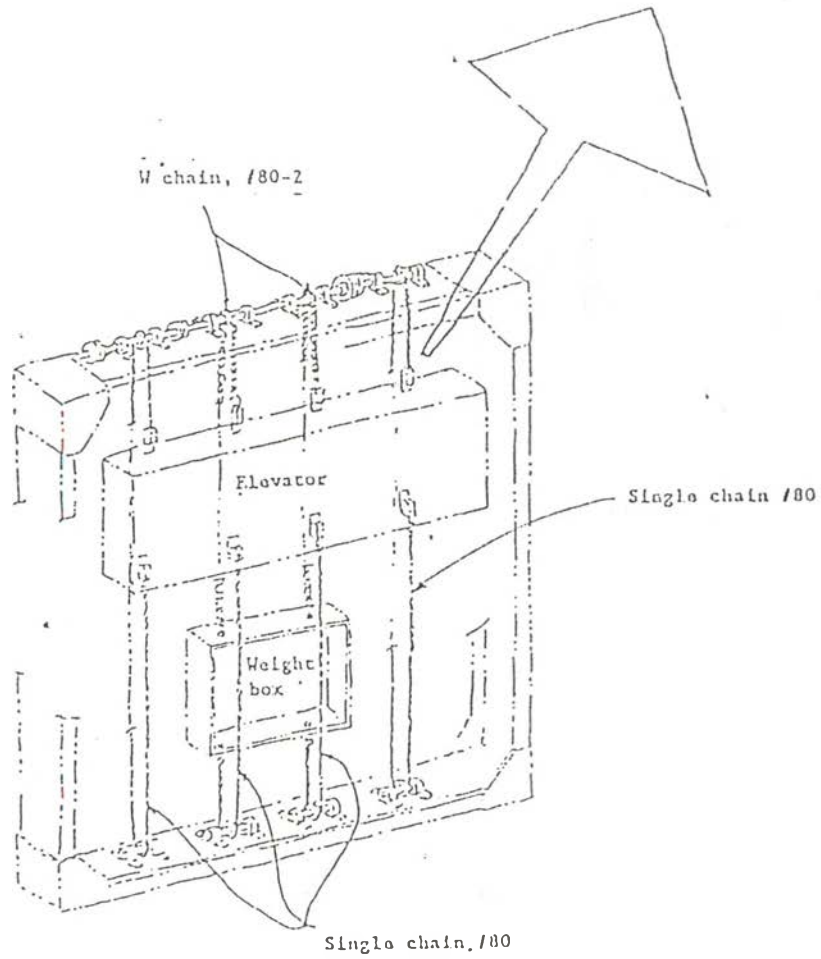 W chain, /80-2
Elevator
Single chain /80
Weight
box
Single chain, /80